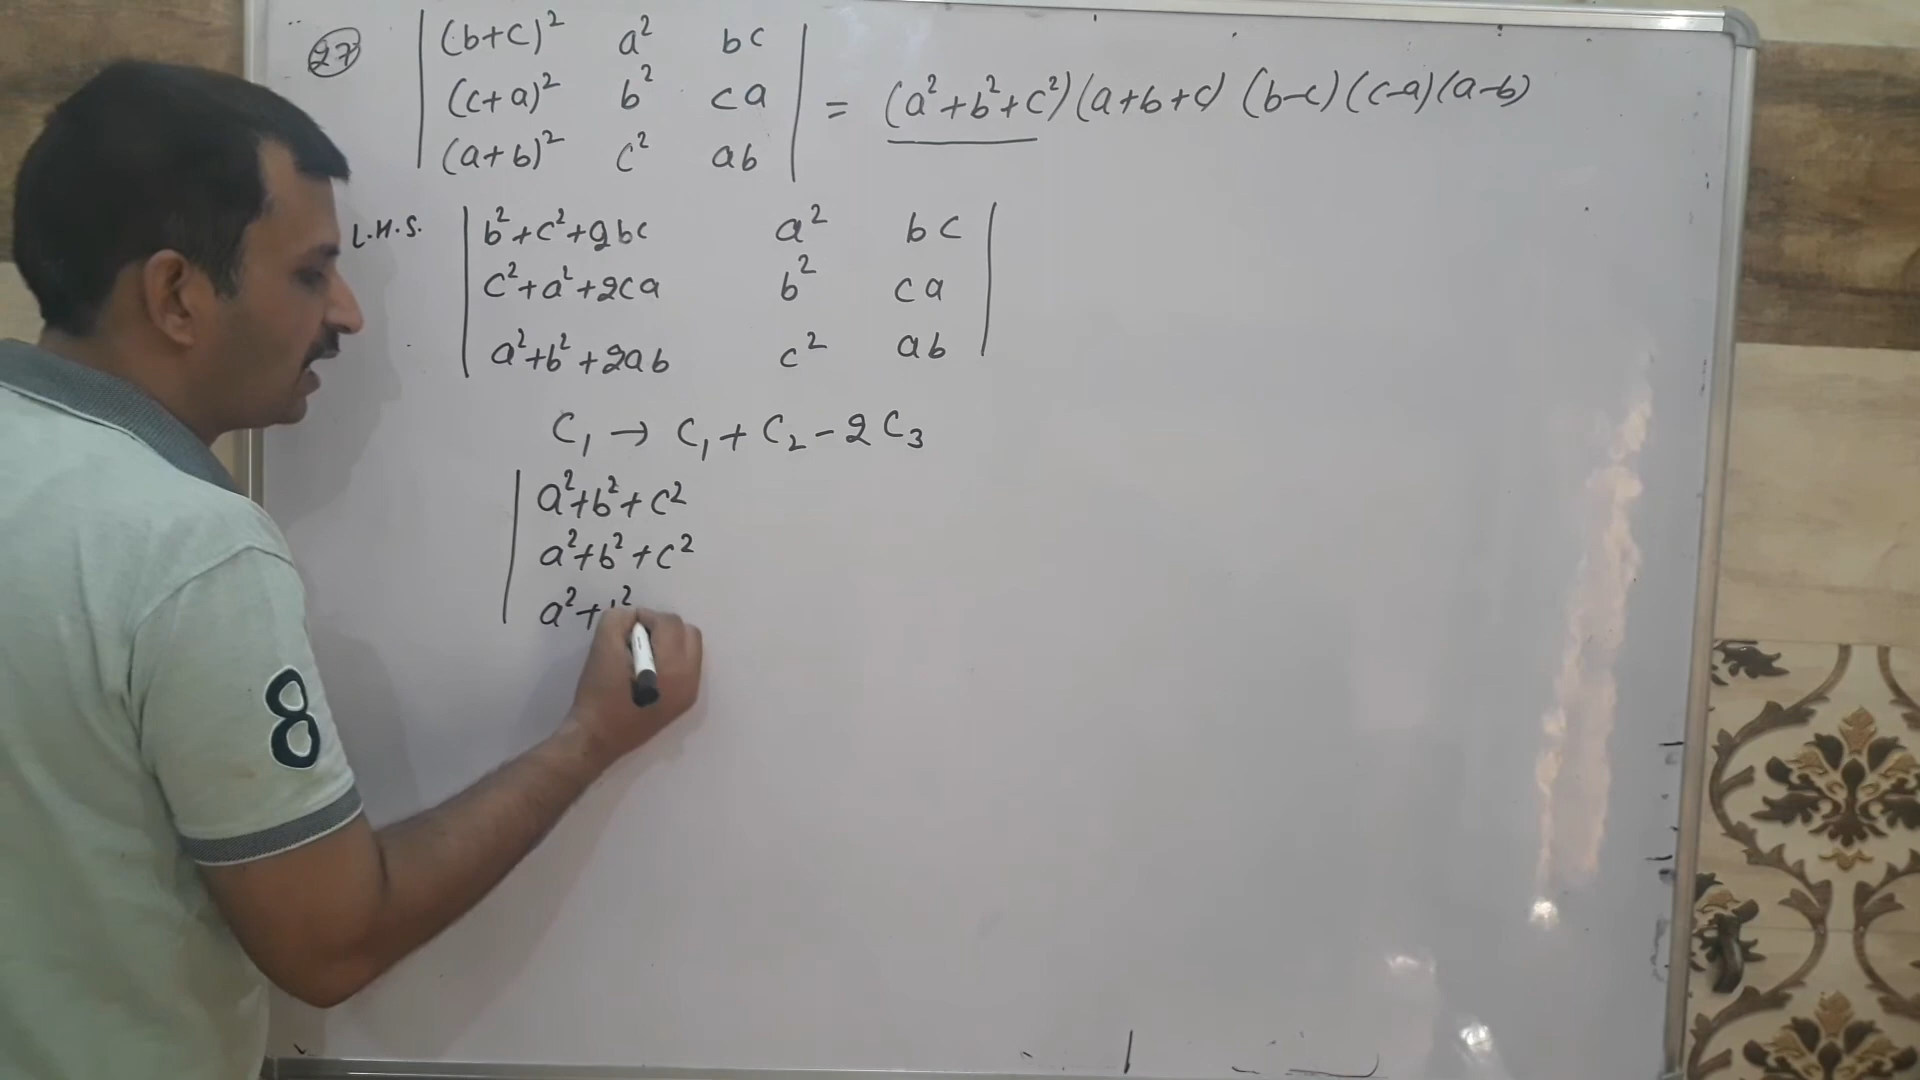 27 | (b+c)² a² bc |
| (c+a)² b² ca | = (a²+b²+c²)(a+b+c) (b-c)(c-a)(a-b)
| (a+b)² c² ab |
L.H.S. | b²+c²+2bc a² bc |
| c²+a²+2ca b² ca |
| a²+b²+2ab c² ab |
C₁ → C₁ + C₂ - 2C₃
| a²+b²+c²
| a²+b²+c²
| a²+ ²
8